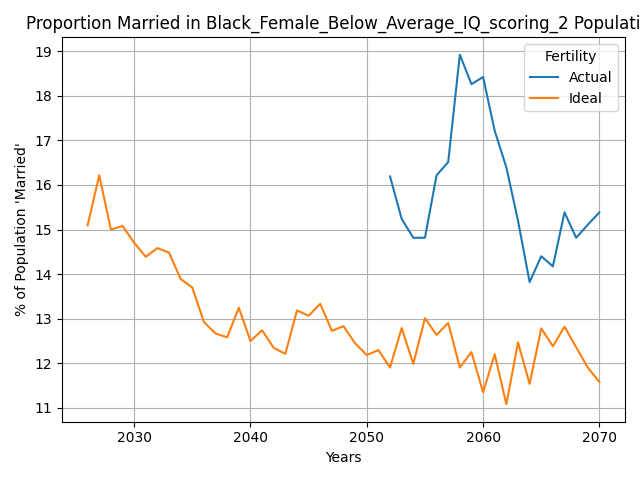 Proportion Married in Black_Female_Below_Average_IQ_scoring_2 Populati
19
18
17
16
15
14
13
12
11
% of Population 'Married'
Fertility
Actual
Ideal
2030 2040 2050 2060 2070
Years